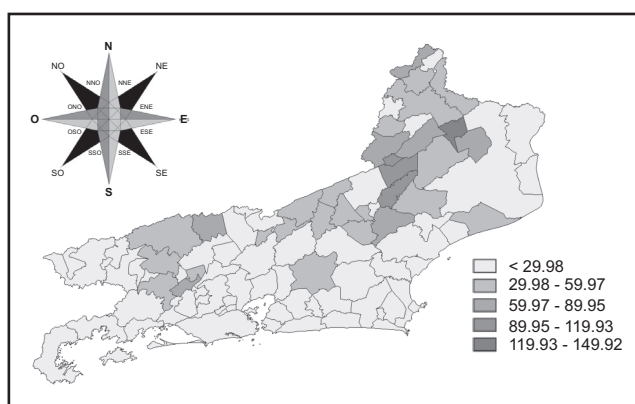 N
NO NE
NNO NNE
ONO ENE
O E
OSO ESE
SSO SSE
SO SE
S
< 29.98
29.98 - 59.97
59.97 - 89.95
89.95 - 119.93
119.93 - 149.92